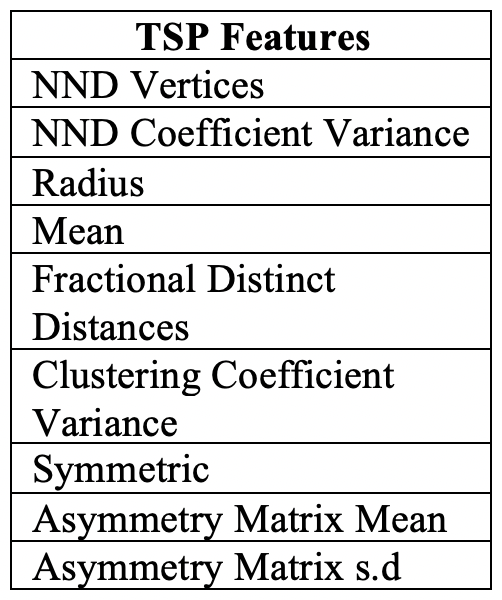 TSP Features
NND Vertices
NND Coefficient Variance
Radius
Mean
Fractional Distinct
Distances
Clustering Coefficient
Variance
Symmetric
Asymmetry Matrix Mean
Asymmetry Matrix s.d